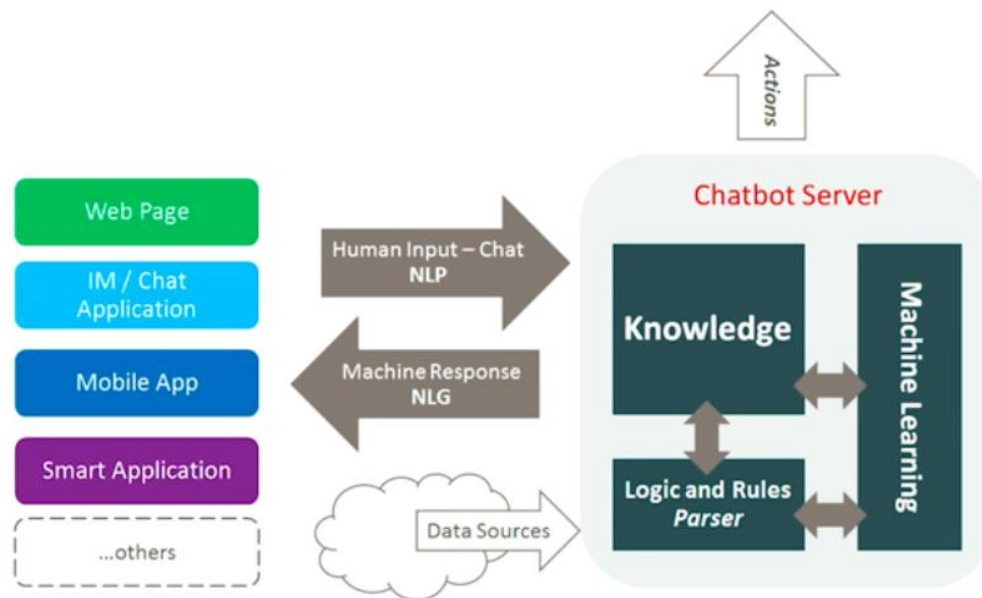 Actions
Web Page
IM / Chat
Application
Mobile App
Smart Application
...others
Human Input – Chat
NLP
Machine Response
NLG
Data Sources
Chatbot Server
Knowledge
Logic and Rules
Parser
Machine Learning